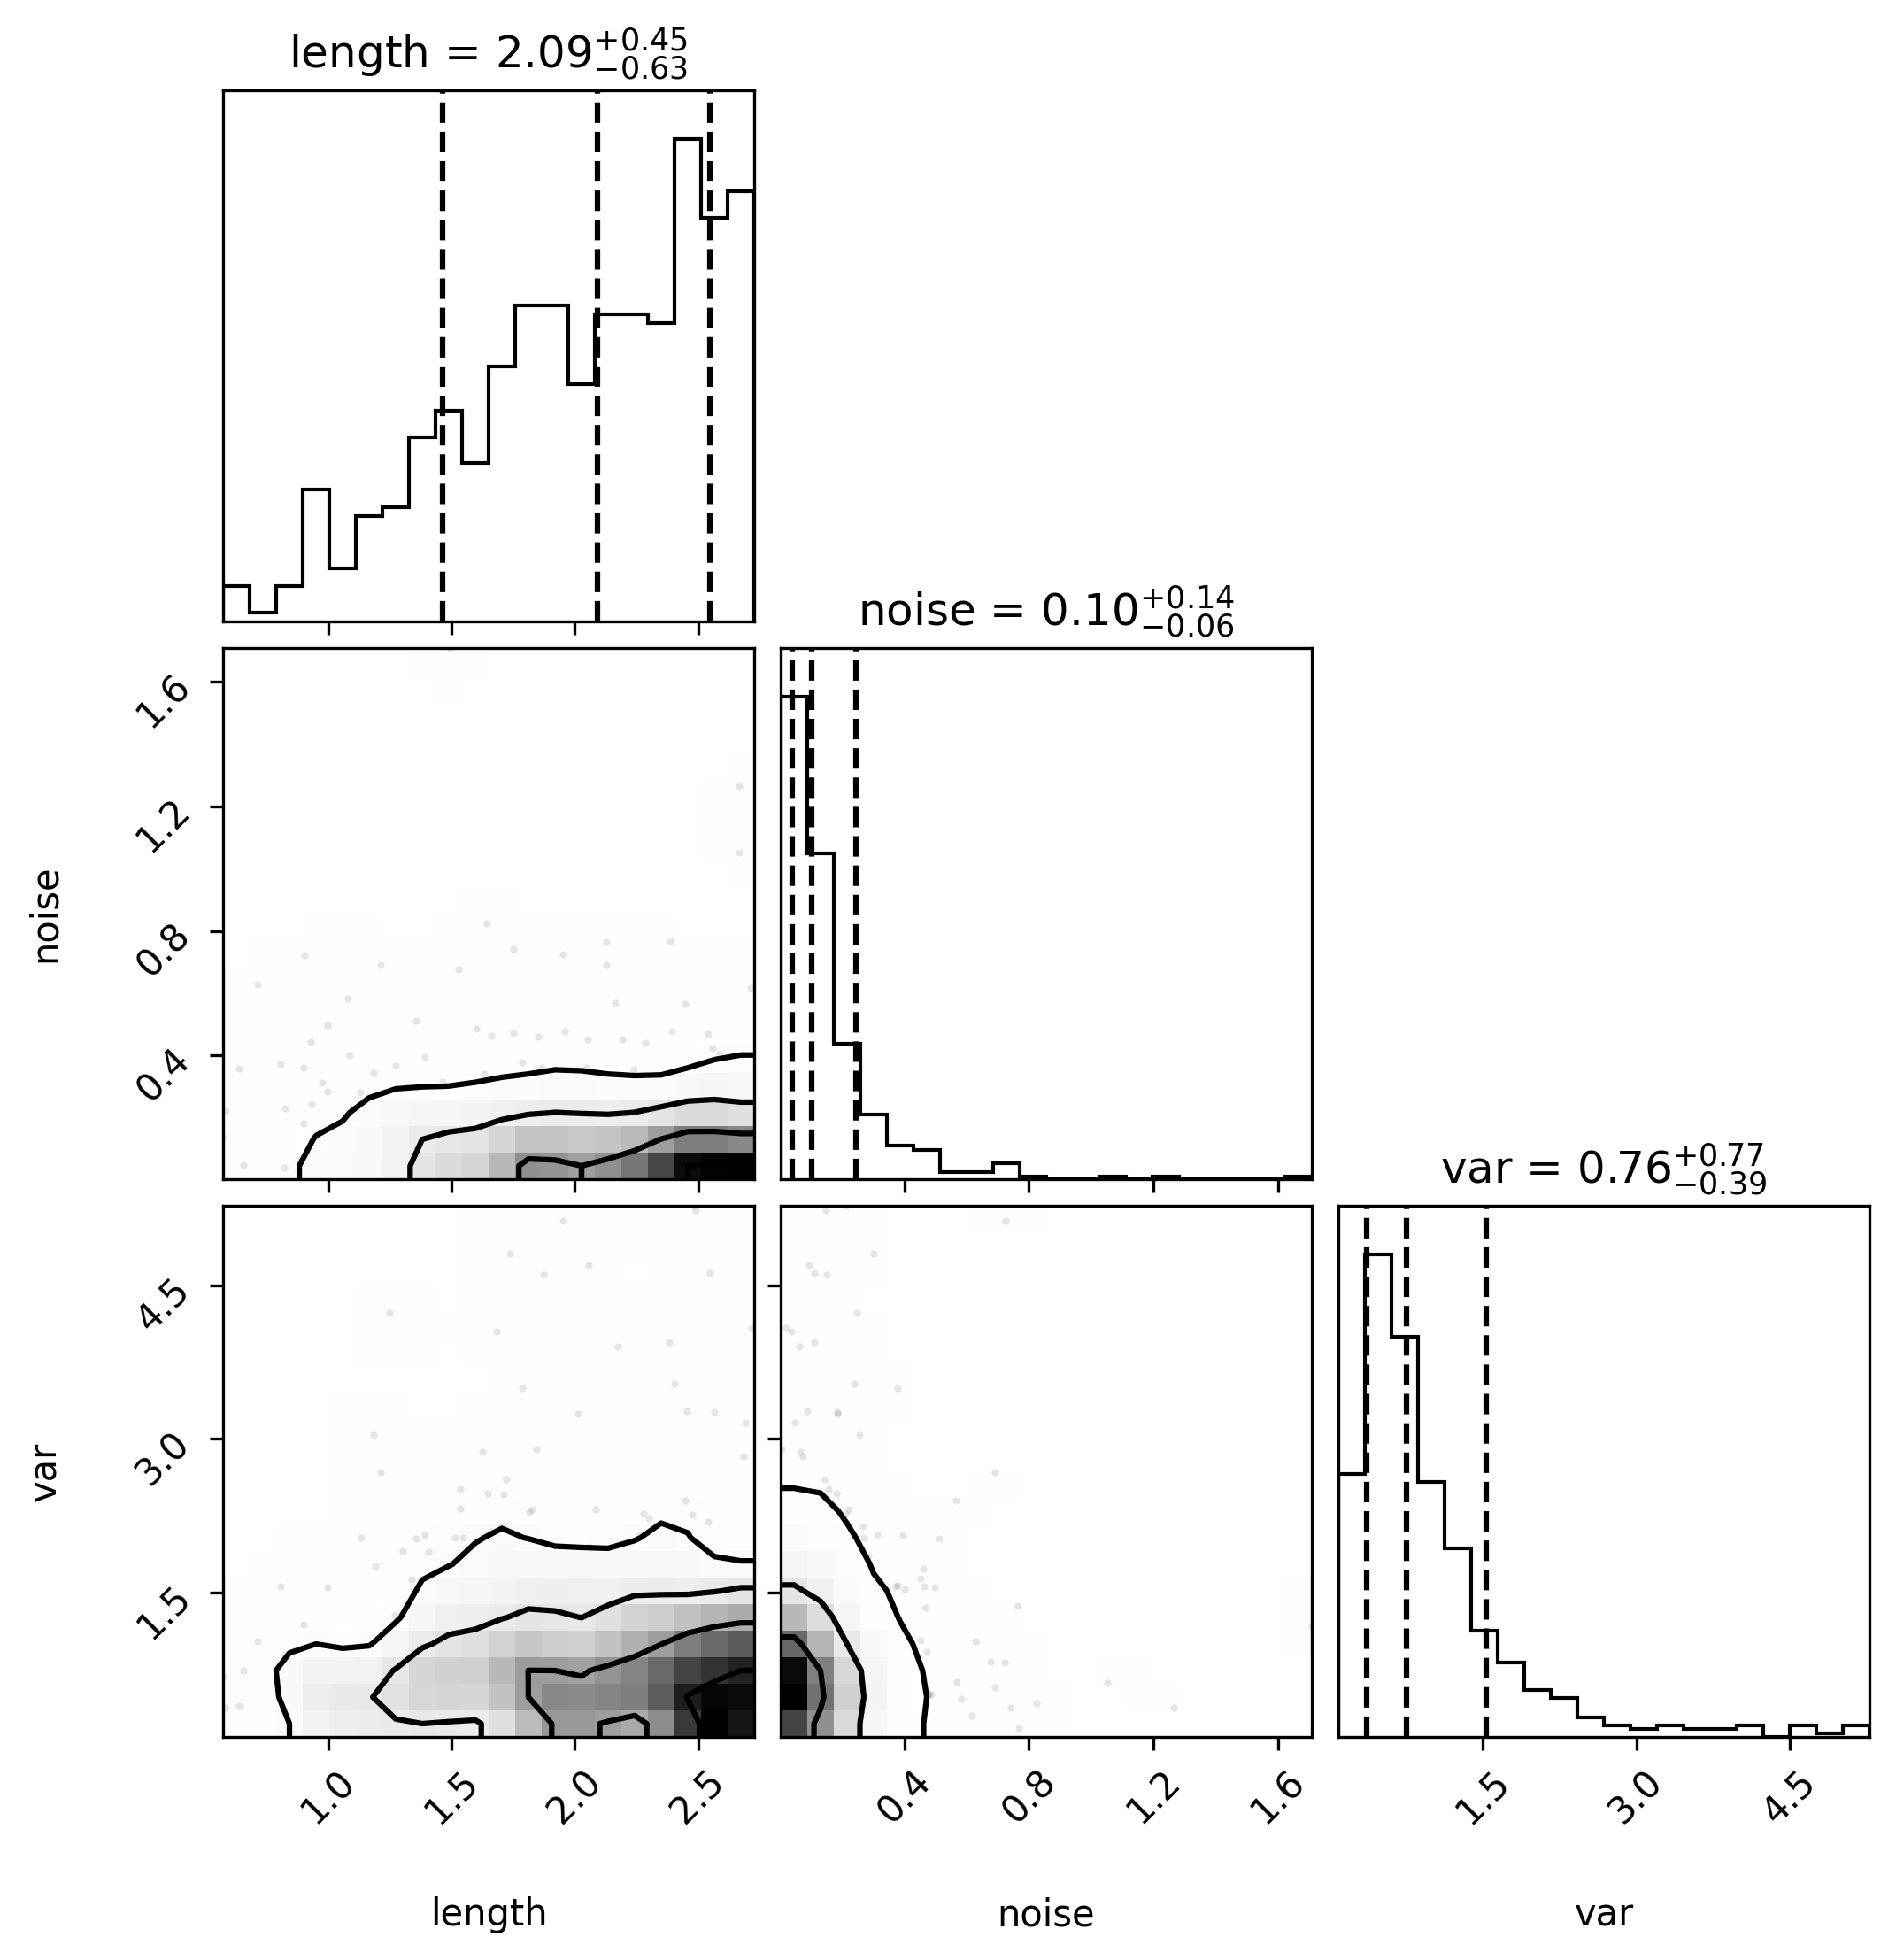 length = 2.09+0.45−0.63
noise = 0.10+0.14−0.06
1.6
1.2
0.8
0.4
noise
var = 0.76+0.77−0.39
4.5
3.0
1.5
var
1.0 1.5 2.0 2.5 0.4 0.8 1.2 1.6 1.5 3.0 4.5
length noise var